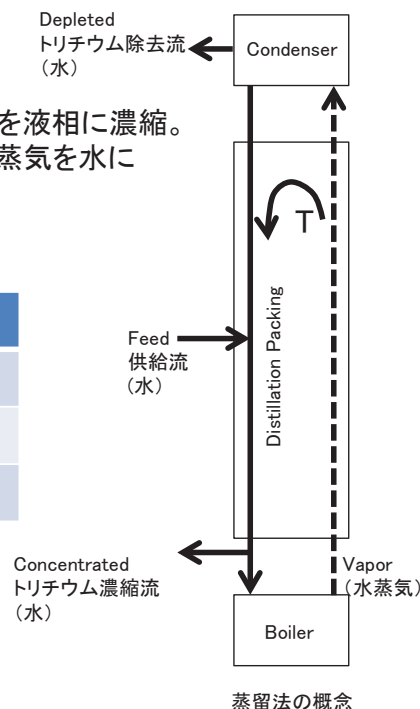 Depleted
トリチウム除去流
（水）
Condenser
を液相に濃縮。
蒸気を水に
T
Feed
供給流
（水）
Distillation Packing
Concentrated
トリチウム濃縮流
（水）
Vapor
（水蒸気）
Boiler
蒸留法の概念